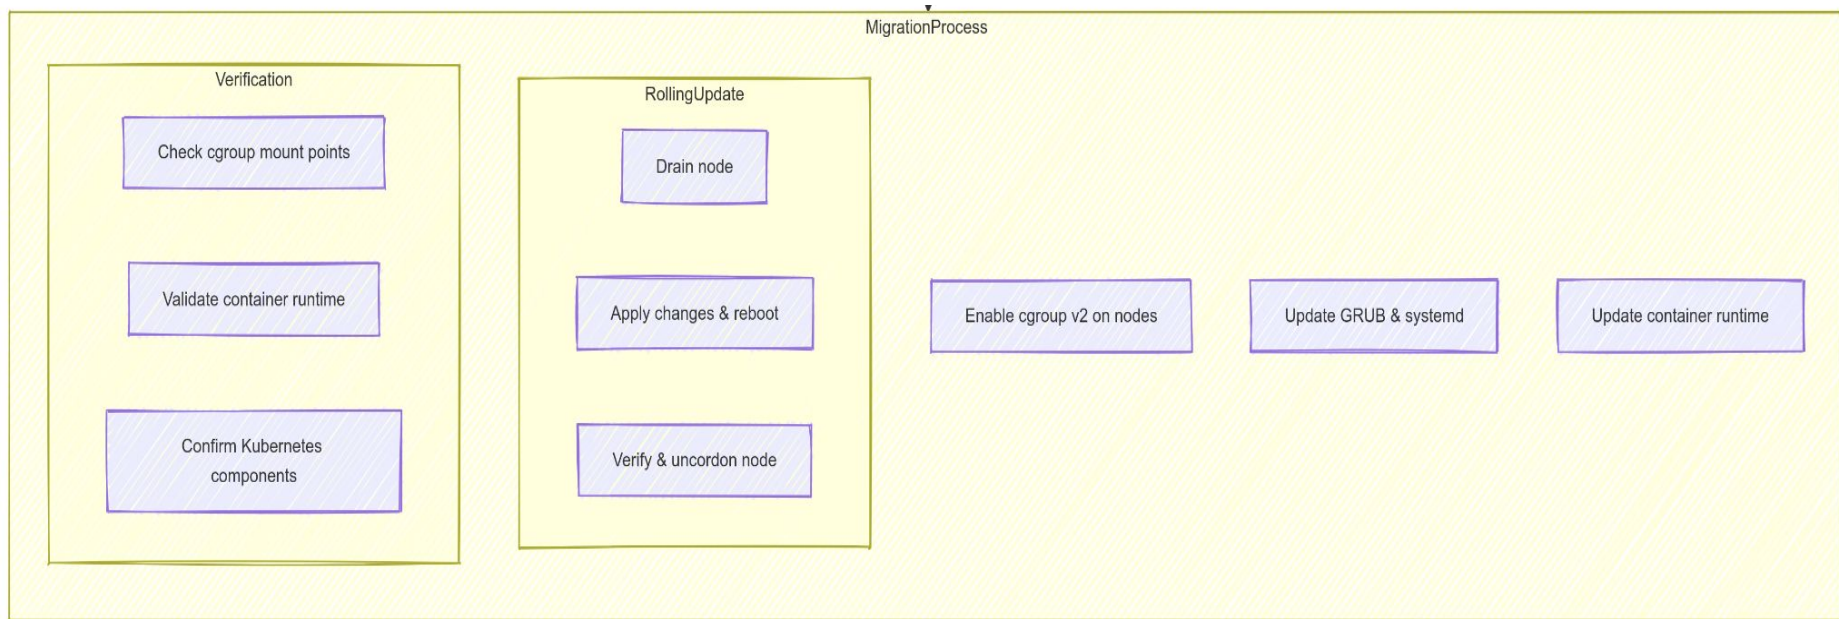 MigrationProcess
Verification
Check cgroup mount points
Validate container runtime
Confirm Kubernetes
components
RollingUpdate
Drain node
Apply changes & reboot
Verify & uncordon node
Enable cgroup v2 on nodes
Update GRUB & systemd
Update container runtime